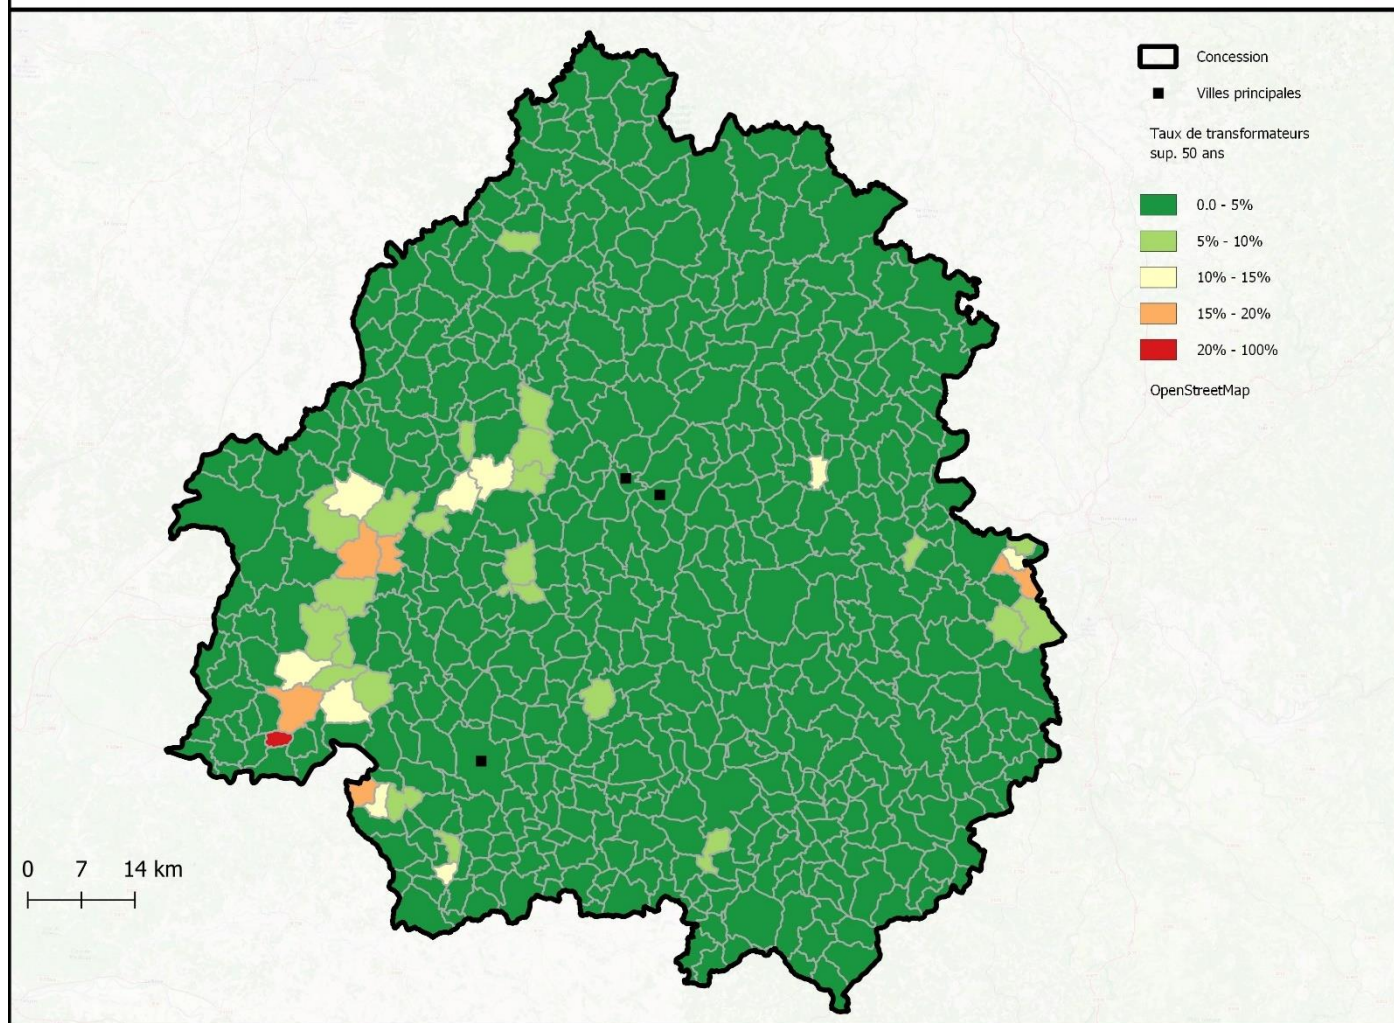 Concession
Villes principales
Taux de transformateurs
sup. 50 ans
0.0 - 5%
5% - 10%
10% - 15%
15% - 20%
20% - 100%
OpenStreetMap
0 7 14 km